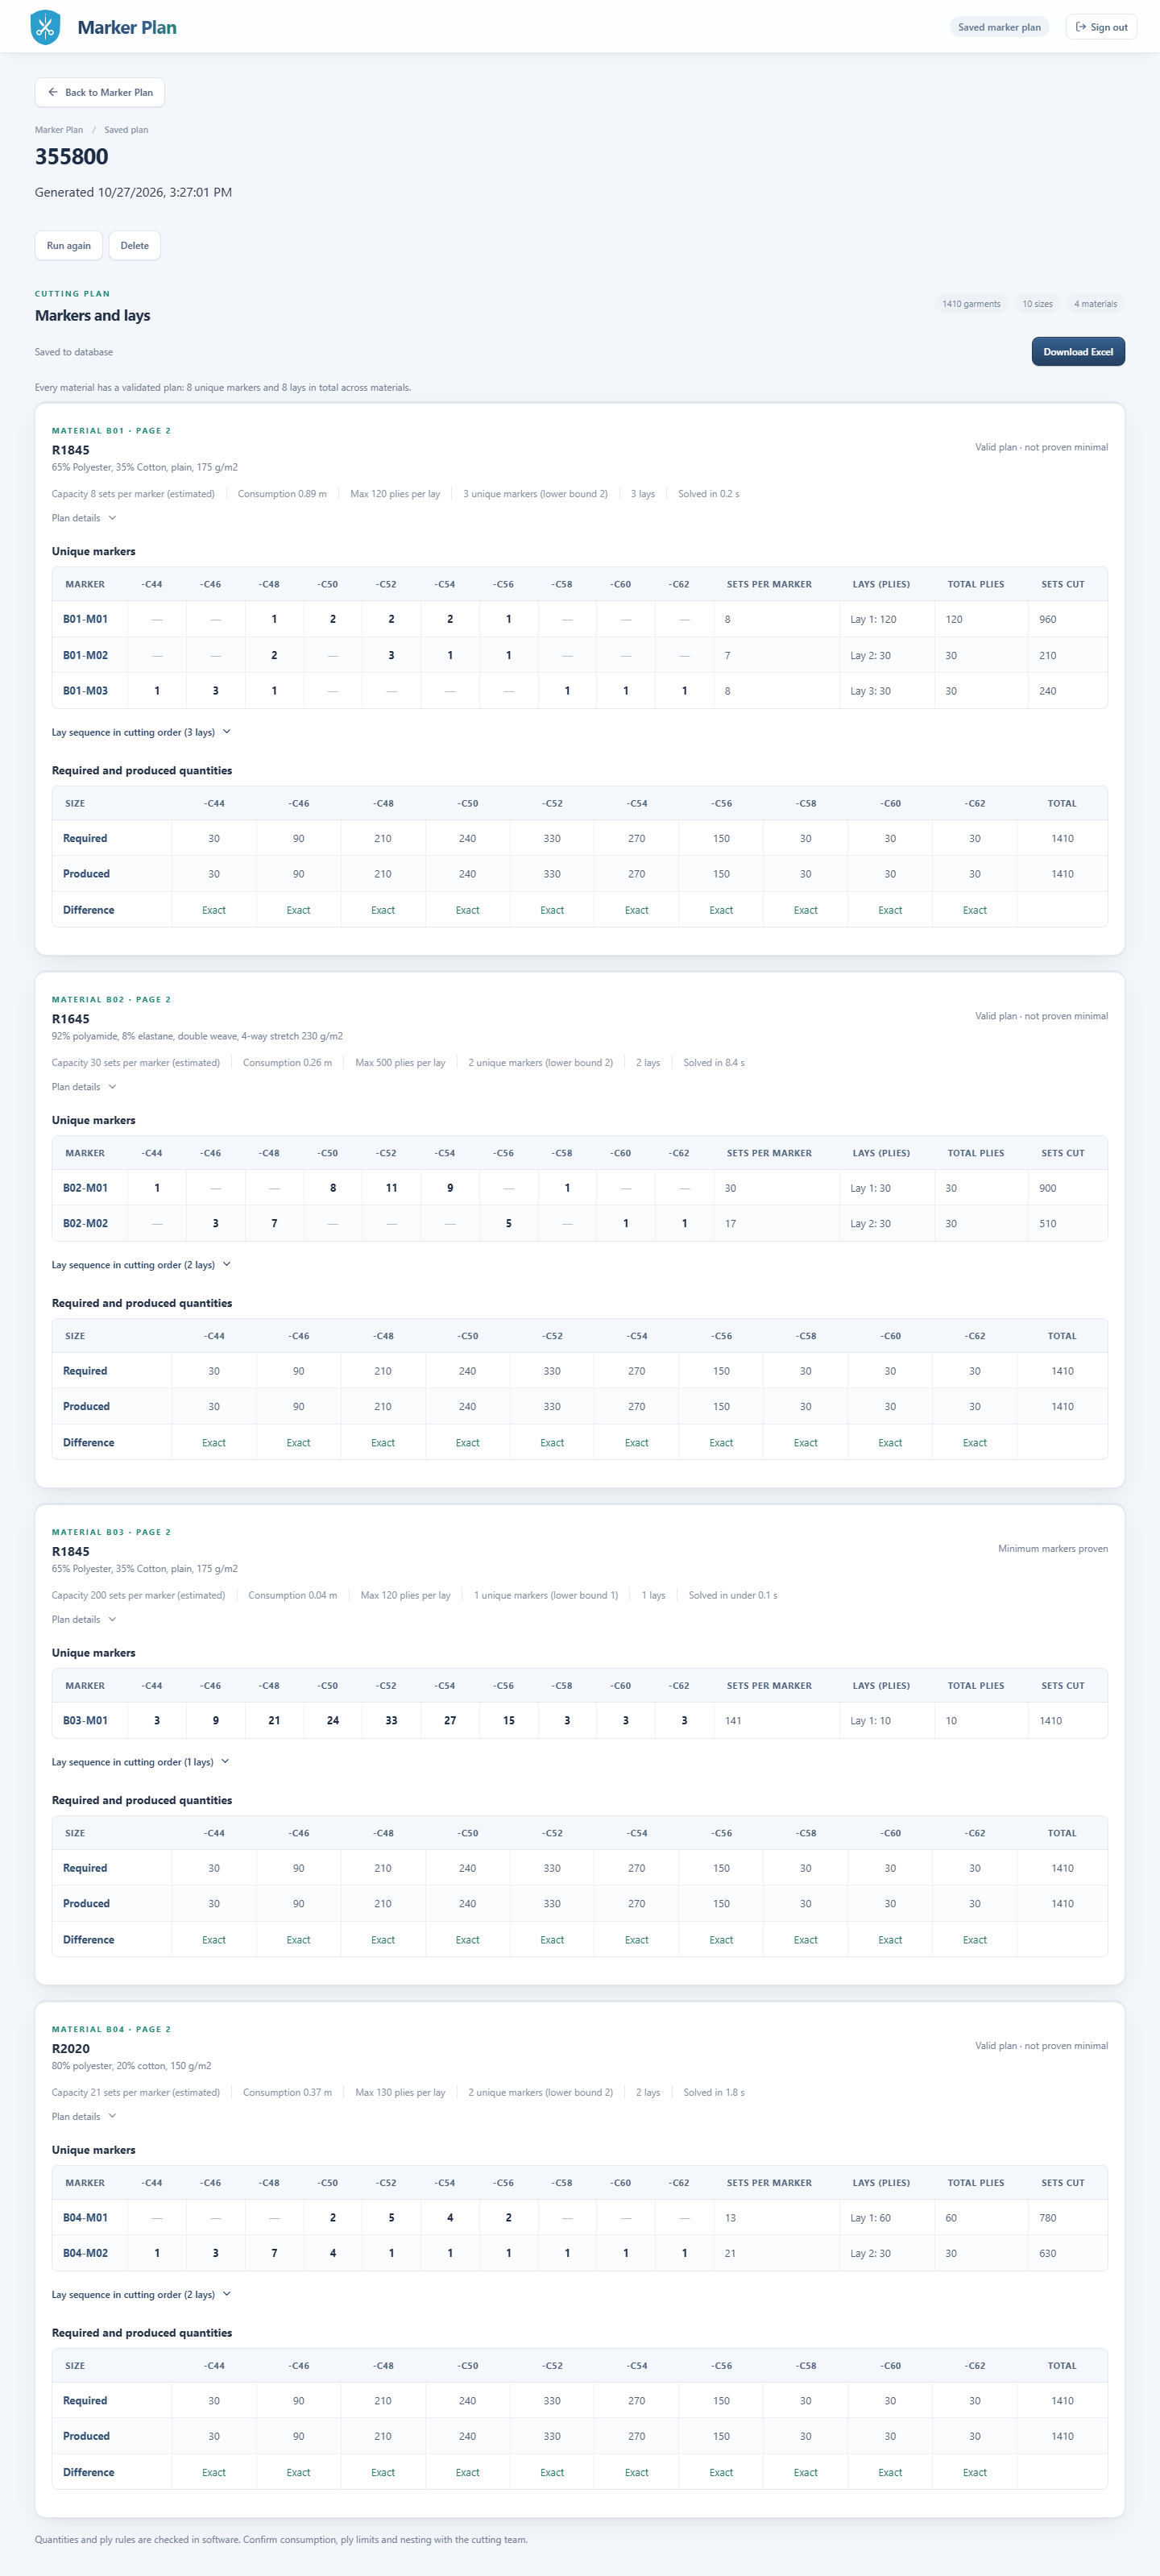 Marker Plan
Saved marker plan
Sign out
Back to Marker Plan
Marker Plan / Saved plan
355800
Generated 10/27/2026, 3:27:01 PM
Run again Delete
CUTTING PLAN
Markers and lays
1410 garments 10 sizes 4 materials
Saved to database
Download Excel
Every material has a validated plan: 8 unique markers and 8 lays in total across materials.
MATERIAL B01 · PAGE 2
R1845
Valid plan · not proven minimal
65% Polyester, 35% Cotton, plain, 175 g/m2
Capacity 8 sets per marker (estimated) Consumption 0.89 m Max 120 plies per lay 3 unique markers (lower bound 2) 3 lays Solved in 0.2 s
Plan details
Unique markers
MARKER -C44 -C46 -C48 -C50 -C52 -C54 -C56 -C58 -C60 -C62 SETS PER MARKER LAYS (PLIES) TOTAL PLIES SETS CUT
B01-M01 — — 1 2 2 2 1 — — — 8 Lay 1: 120 120 960
B01-M02 — — 2 — 3 1 1 — — — 7 Lay 2: 30 30 210
B01-M03 1 3 1 — — — — 1 1 1 8 Lay 3: 30 30 240
Lay sequence in cutting order (3 lays)
Required and produced quantities
SIZE -C44 -C46 -C48 -C50 -C52 -C54 -C56 -C58 -C60 -C62 TOTAL
Required 30 90 210 240 330 270 150 30 30 30 1410
Produced 30 90 210 240 330 270 150 30 30 30 1410
Difference Exact Exact Exact Exact Exact Exact Exact Exact Exact Exact
MATERIAL B02 · PAGE 2
R1645
Valid plan · not proven minimal
92% polyamide, 8% elastane, double weave, 4-way stretch 230 g/m2
Capacity 30 sets per marker (estimated) Consumption 0.26 m Max 500 plies per lay 2 unique markers (lower bound 2) 2 lays Solved in 8.4 s
Plan details
Unique markers
MARKER -C44 -C46 -C48 -C50 -C52 -C54 -C56 -C58 -C60 -C62 SETS PER MARKER LAYS (PLIES) TOTAL PLIES SETS CUT
B02-M01 1 — — 8 11 9 — 1 — — 30 Lay 1: 30 30 900
B02-M02 — 3 7 — — — 5 — 1 1 17 Lay 2: 30 30 510
Lay sequence in cutting order (2 lays)
Required and produced quantities
SIZE -C44 -C46 -C48 -C50 -C52 -C54 -C56 -C58 -C60 -C62 TOTAL
Required 30 90 210 240 330 270 150 30 30 30 1410
Produced 30 90 210 240 330 270 150 30 30 30 1410
Difference Exact Exact Exact Exact Exact Exact Exact Exact Exact Exact
MATERIAL B03 · PAGE 2
R1845
Minimum markers proven
65% Polyester, 35% Cotton, plain, 175 g/m2
Capacity 200 sets per marker (estimated) Consumption 0.04 m Max 120 plies per lay 1 unique markers (lower bound 1) 1 lays Solved in under 0.1 s
Plan details
Unique markers
MARKER -C44 -C46 -C48 -C50 -C52 -C54 -C56 -C58 -C60 -C62 SETS PER MARKER LAYS (PLIES) TOTAL PLIES SETS CUT
B03-M01 3 9 21 24 33 27 15 3 3 3 141 Lay 1: 10 10 1410
Lay sequence in cutting order (1 lays)
Required and produced quantities
SIZE -C44 -C46 -C48 -C50 -C52 -C54 -C56 -C58 -C60 -C62 TOTAL
Required 30 90 210 240 330 270 150 30 30 30 1410
Produced 30 90 210 240 330 270 150 30 30 30 1410
Difference Exact Exact Exact Exact Exact Exact Exact Exact Exact Exact
MATERIAL B04 · PAGE 2
R2020
Valid plan · not proven minimal
80% polyester, 20% cotton, 150 g/m2
Capacity 21 sets per marker (estimated) Consumption 0.37 m Max 130 plies per lay 2 unique markers (lower bound 2) 2 lays Solved in 1.8 s
Plan details
Unique markers
MARKER -C44 -C46 -C48 -C50 -C52 -C54 -C56 -C58 -C60 -C62 SETS PER MARKER LAYS (PLIES) TOTAL PLIES SETS CUT
B04-M01 — — — 2 5 4 2 — — — 13 Lay 1: 60 60 780
B04-M02 1 3 7 4 1 1 1 1 1 1 21 Lay 2: 30 30 630
Lay sequence in cutting order (2 lays)
Required and produced quantities
SIZE -C44 -C46 -C48 -C50 -C52 -C54 -C56 -C58 -C60 -C62 TOTAL
Required 30 90 210 240 330 270 150 30 30 30 1410
Produced 30 90 210 240 330 270 150 30 30 30 1410
Difference Exact Exact Exact Exact Exact Exact Exact Exact Exact Exact
Quantities and ply rules are checked in software. Confirm consumption, ply limits and nesting with the cutting team.